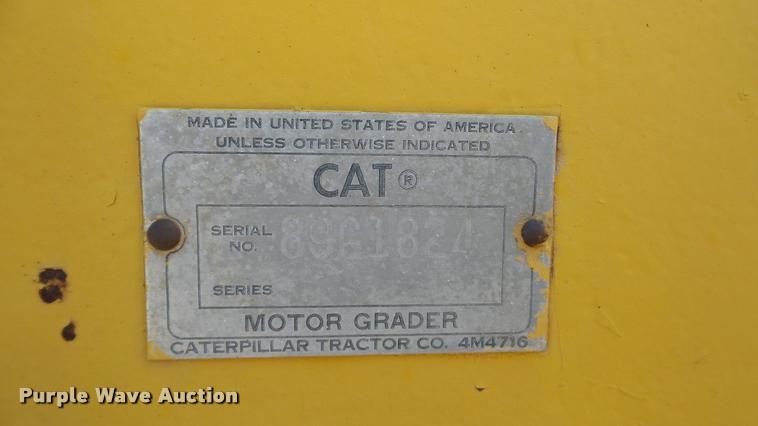 MADE IN UNITED STATES OF AMERICA
UNLESS OTHERWISE INDICATED
CAT ®
SERIAL NO. 89G1824
SERIES
MOTOR GRADER
CATERPILLAR TRACTOR CO. 4M4716
Purple Wave Auction